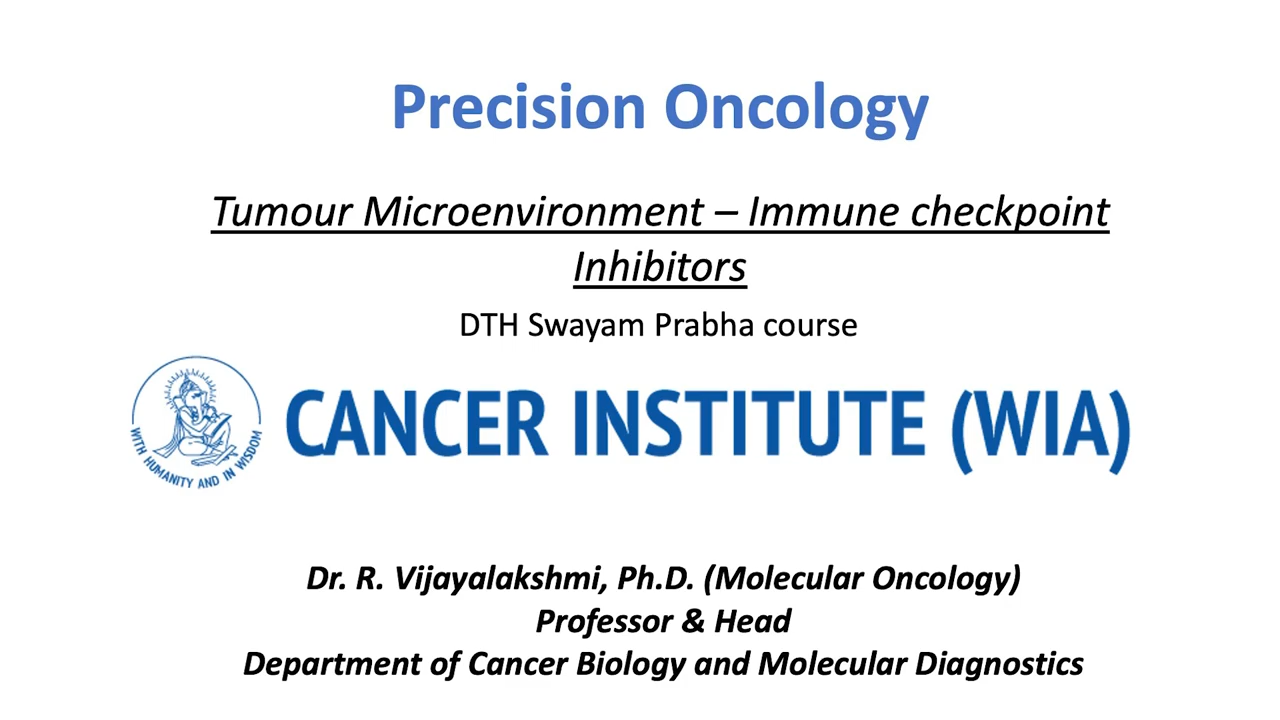 Precision Oncology
Tumour Microenvironment – Immune checkpoint
Inhibitors
DTH Swayam Prabha course
WITH HUMANITY AND IN WISDOM
CANCER INSTITUTE (WIA)
Dr. R. Vijayalakshmi, Ph.D. (Molecular Oncology)
Professor & Head
Department of Cancer Biology and Molecular Diagnostics